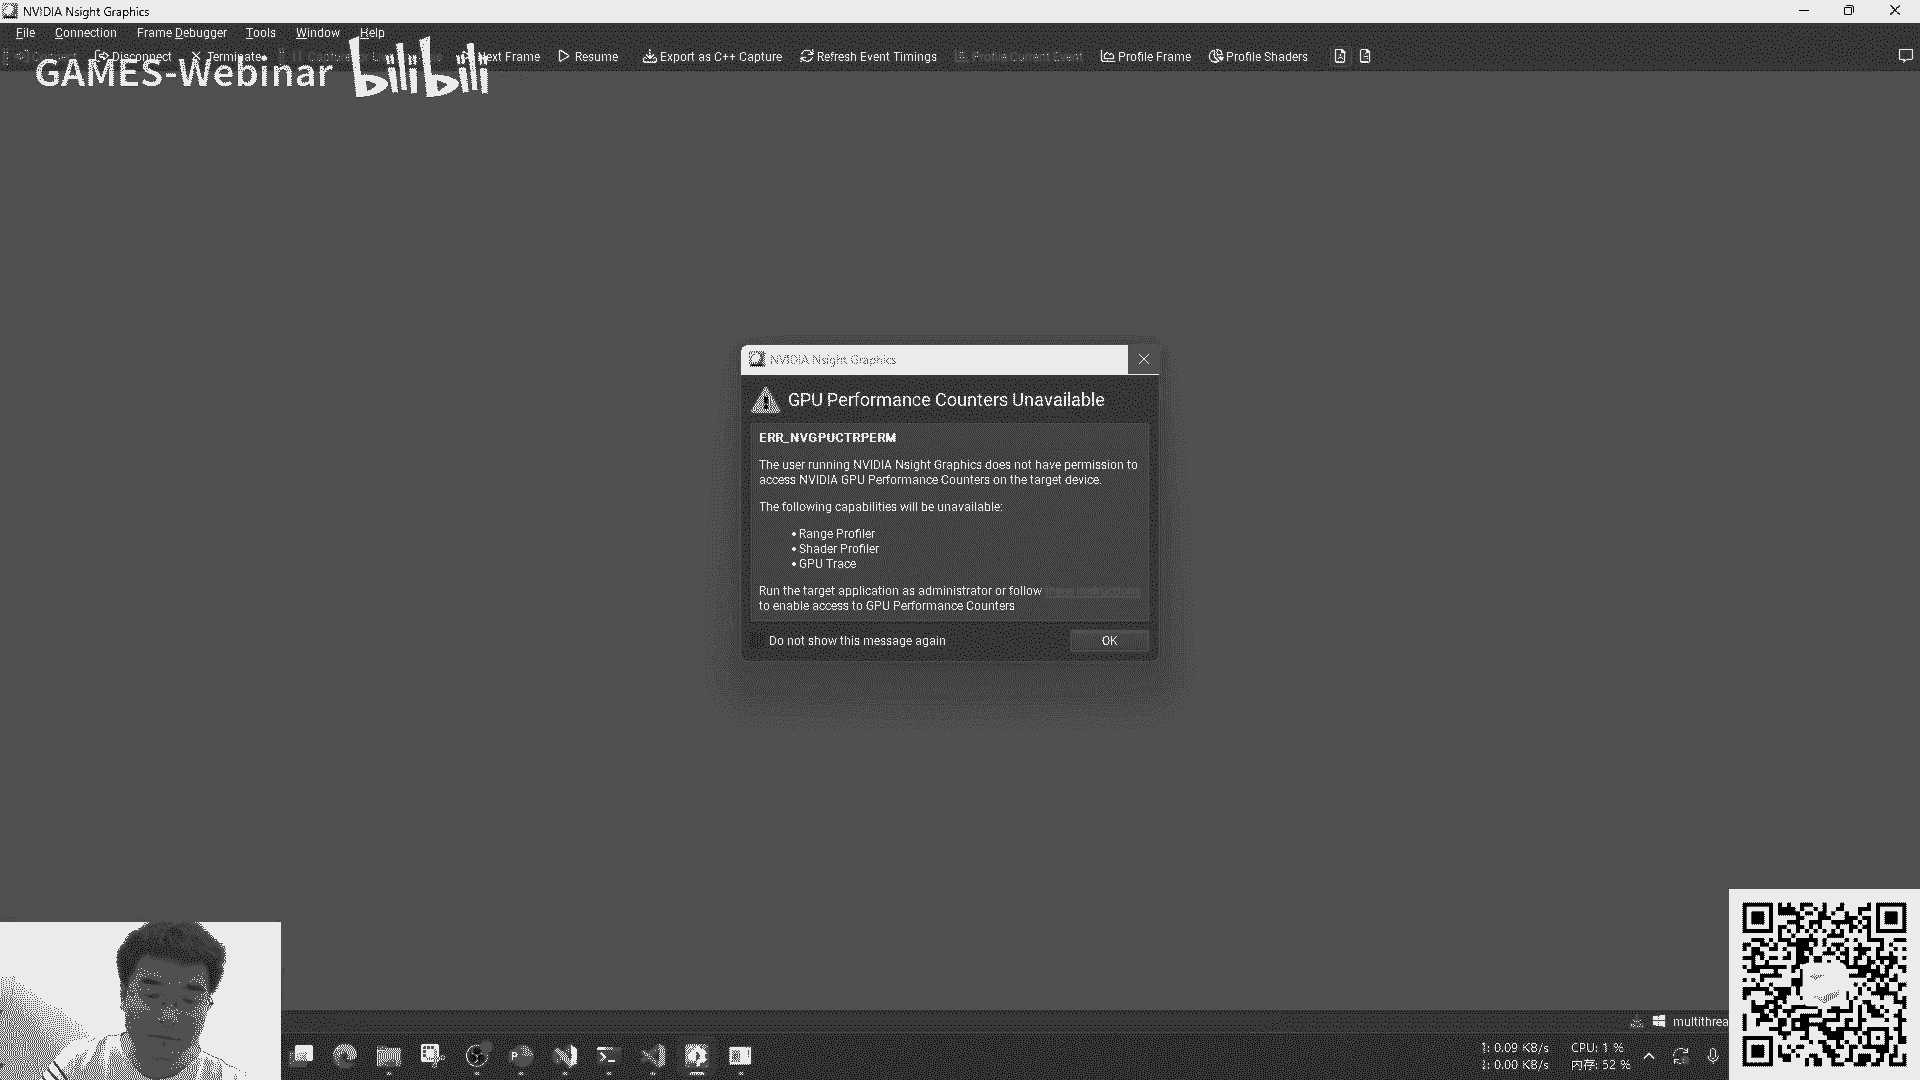 NVIDIA Nsight Graphics
File Connection Frame Debugger Tools Window Help
Disconnect Terminate Next Frame Resume Export as C++ Capture Refresh Event Timings Profile Current Event Profile Frame Profile Shaders
GAMES-Webinar bilibili
NVIDIA Nsight Graphics
GPU Performance Counters Unavailable
ERR_NVGPUCTRPERM
The user running NVIDIA Nsight Graphics does not have permission to
access NVIDIA GPU Performance Counters on the target device.
The following capabilities will be unavailable:
• Range Profiler
• Shader Profiler
• GPU Trace
Run the target application as administrator or follow these instructions
to enable access to GPU Performance Counters
Do not show this message again OK
multithrea
0.09 KB/s CPU: 1 %
0.00 KB/s 内存: 52 %